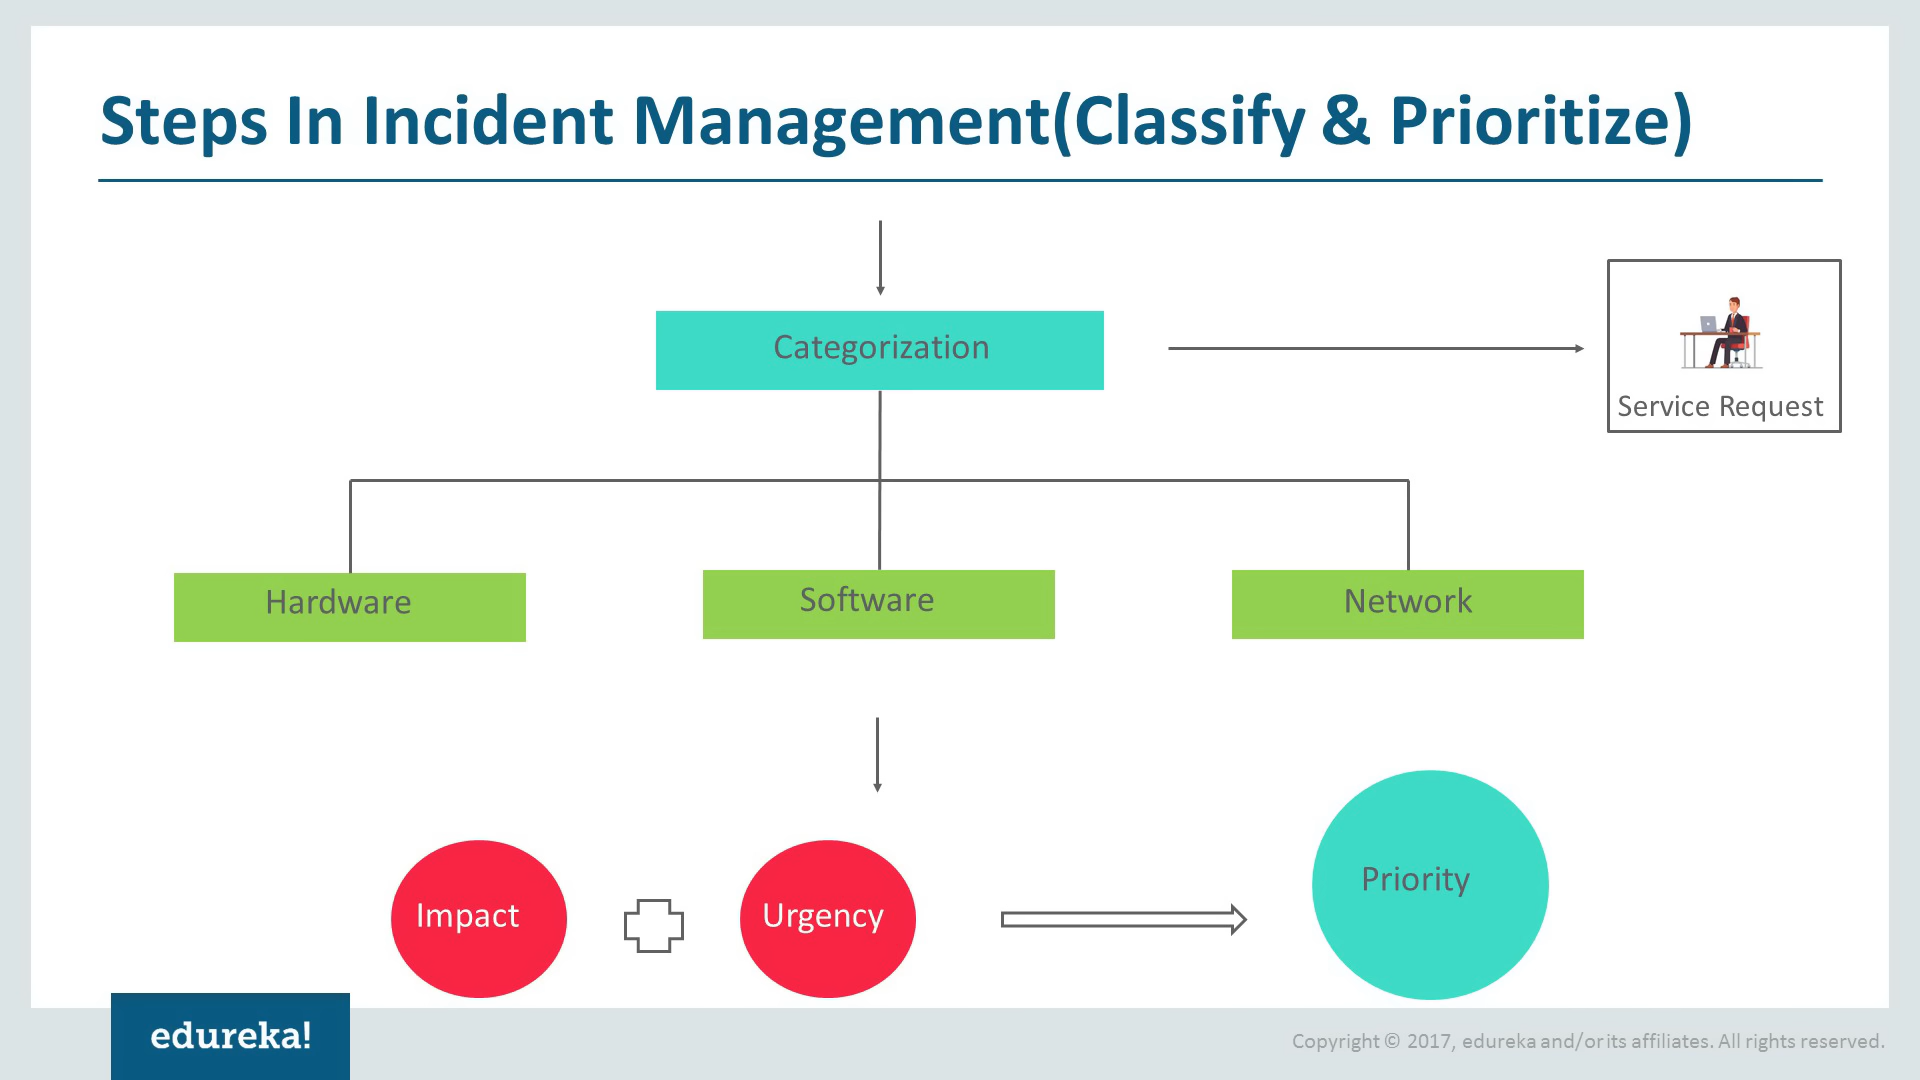 Steps In Incident Management(Classify & Prioritize)
Categorization
Service Request
Hardware
Software
Network
Impact
Urgency
Priority
edureka!
Copyright © 2017, edureka and/or its affiliates. All rights reserved.